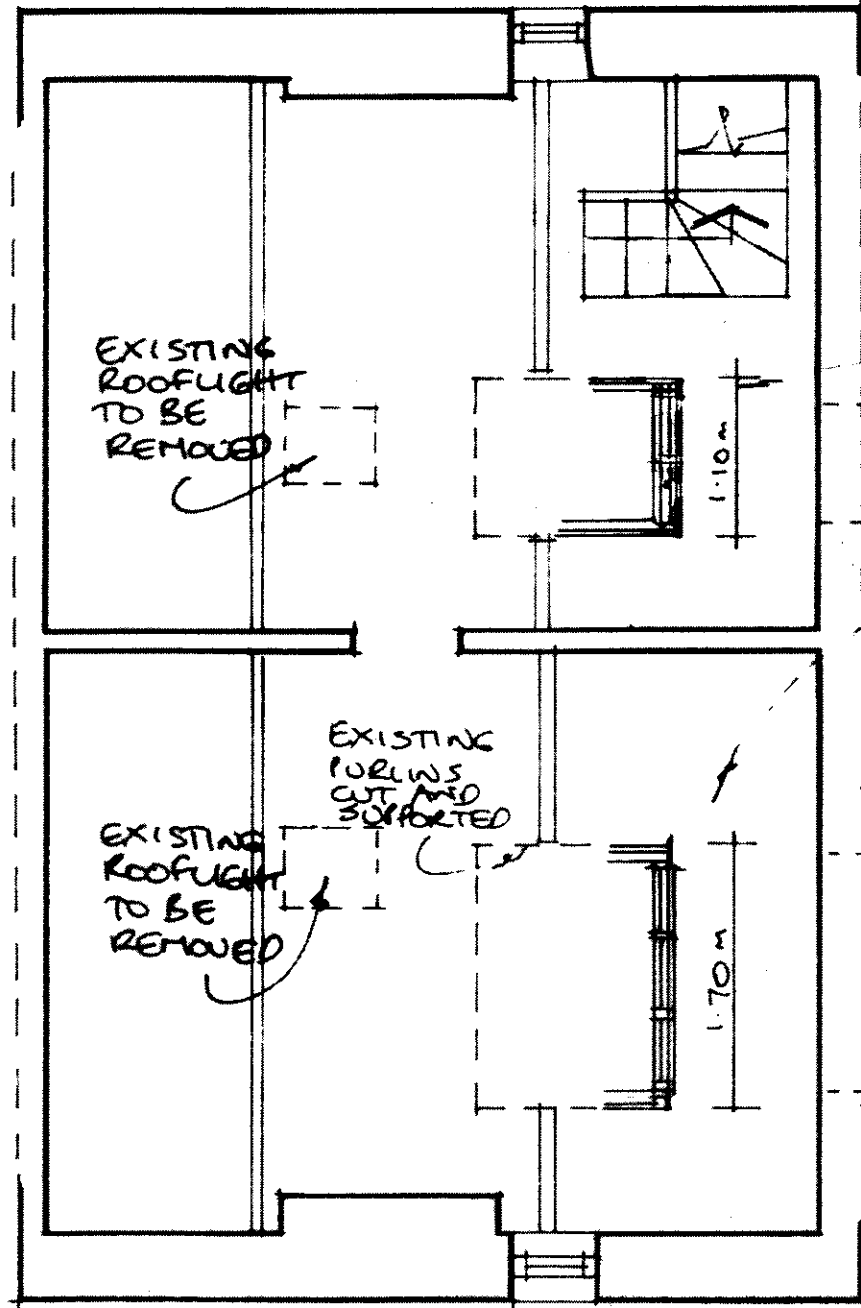 D
EXISTING
ROOFLIGHT
TO BE
REMOVED
1.10m
EXISTING
PURLINS
CUT AND
SUPPORTED
EXISTING
ROOFLIGHT
TO BE
REMOVED
1.70m